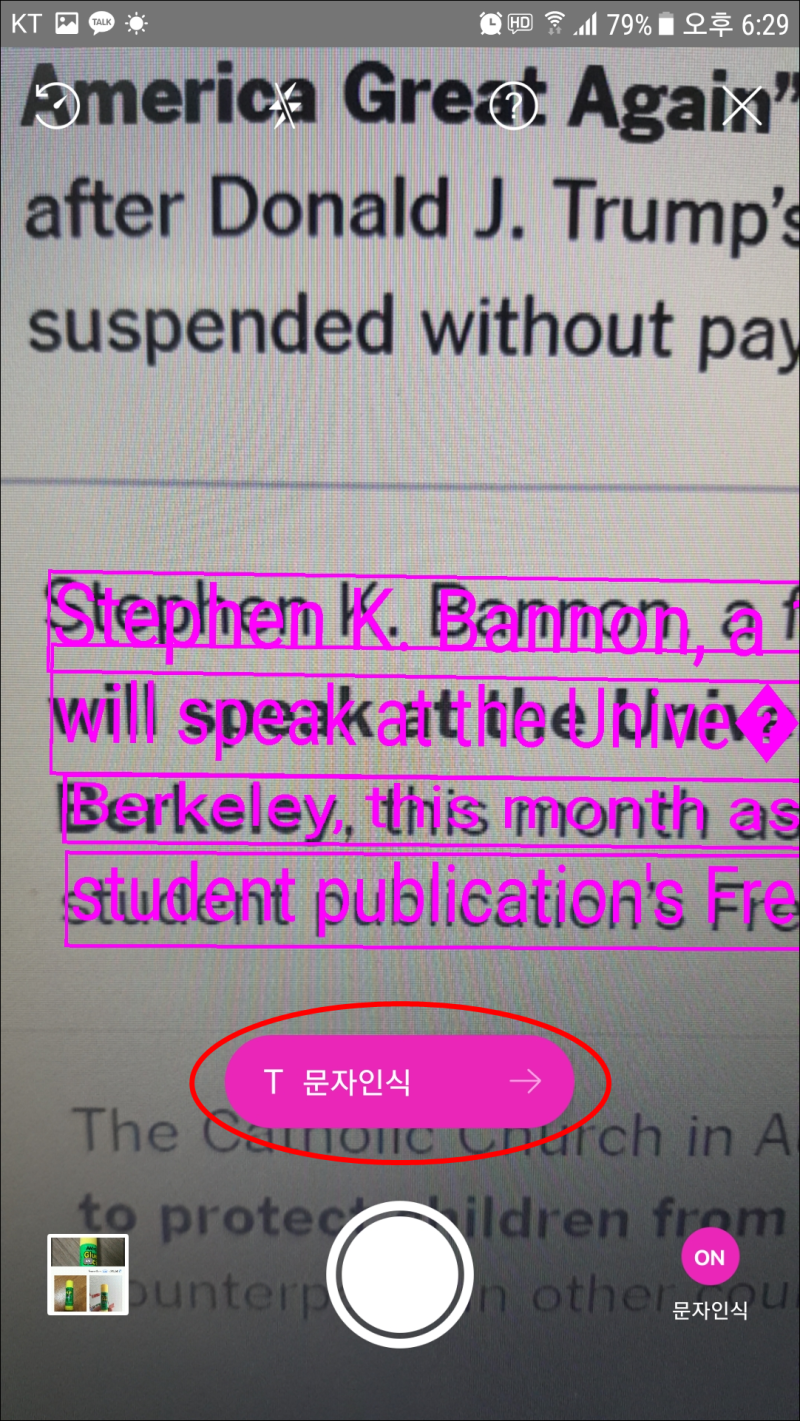 KT TALK HD 79% 오후 6:29
America Great Again”
after Donald J. Trump's
suspended without pay
Stephen K. Bannon, a f
will speak at the Unive�
Berkeley, this month as
student publication's Fre
T 문자인식 →
The Catholic Church in Au
to protect children from
counterp in other cou
ON
문자인식